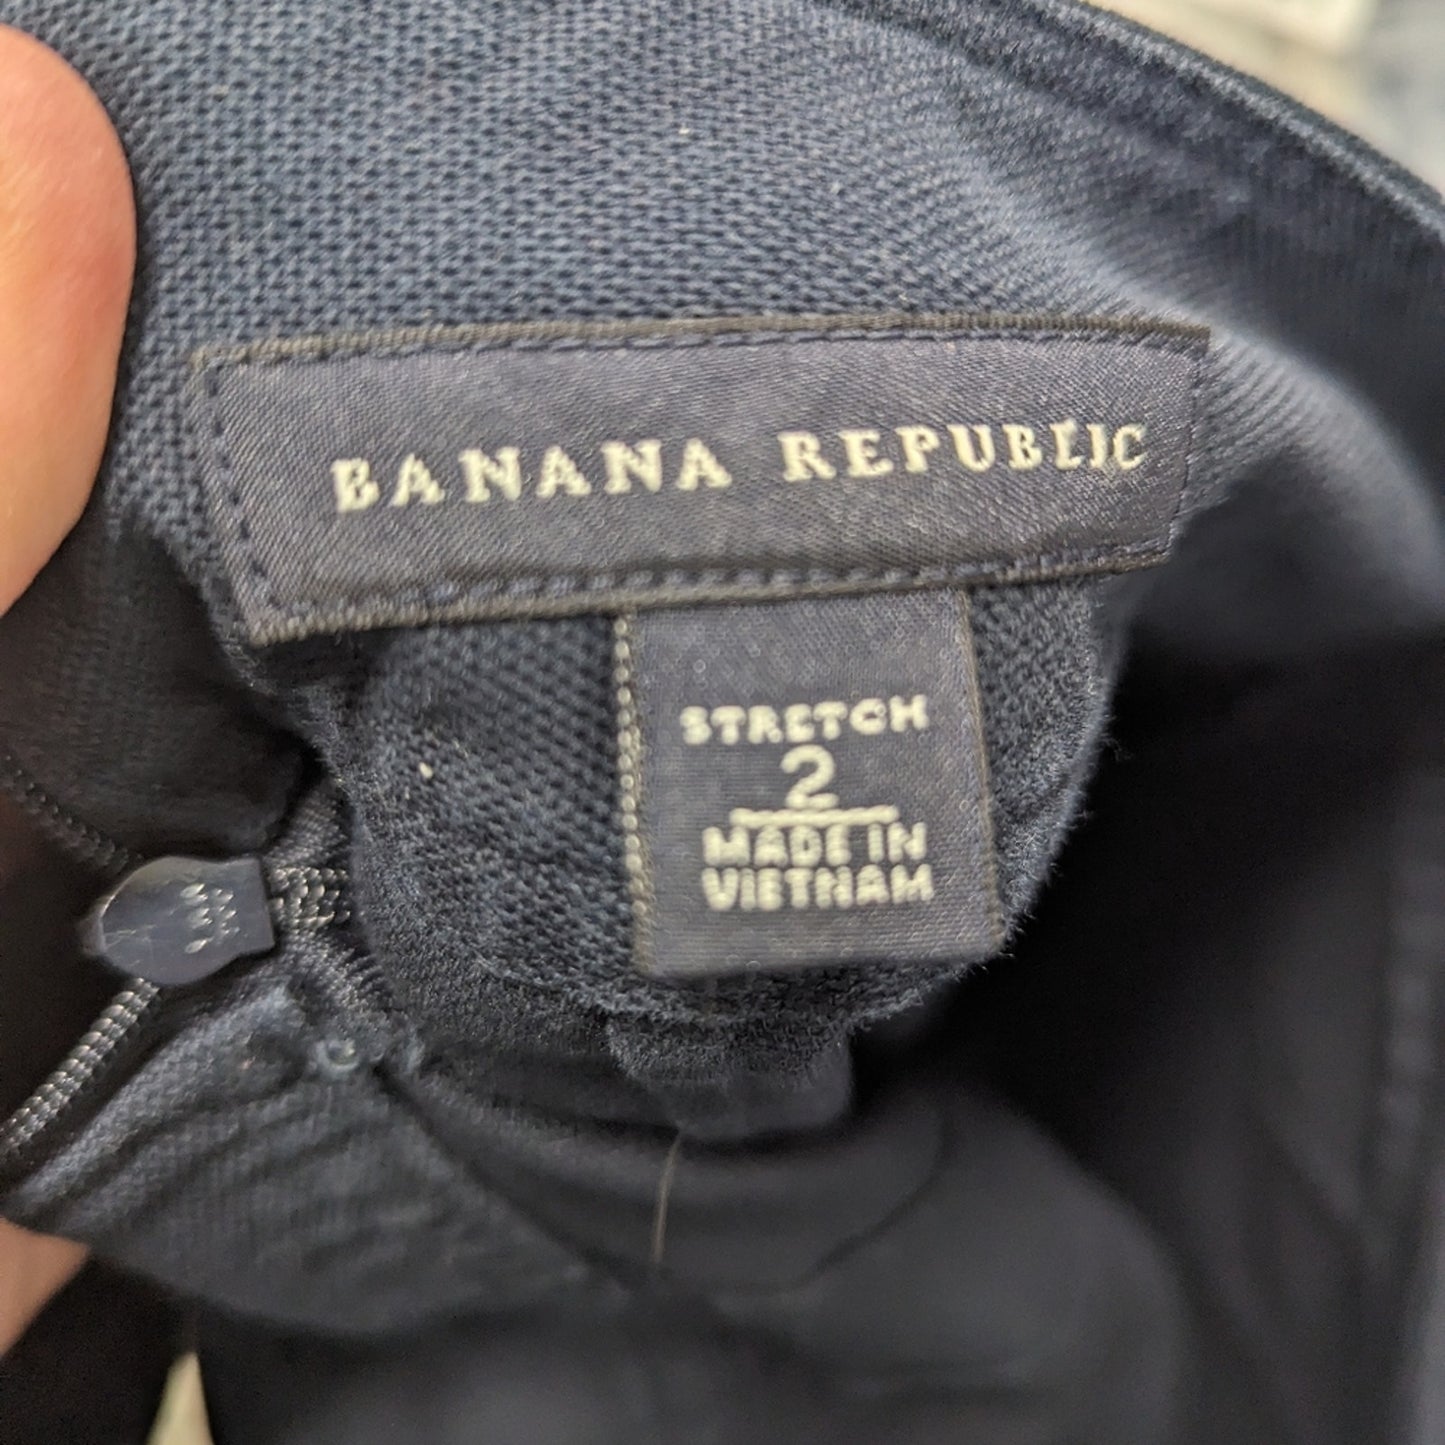 BANANA REPUBLIC
STRETCH
2
MADE IN
VIETNAM